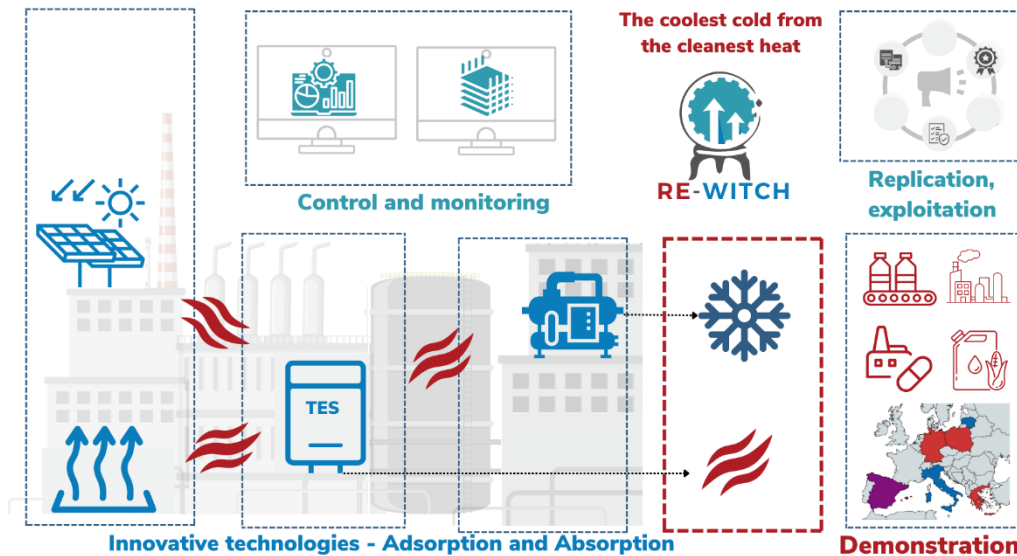 The coolest cold from
the cleanest heat
RE-WITCH
Control and monitoring
Replication,
exploitation
TES
Innovative technologies - Adsorption and Absorption
Demonstration